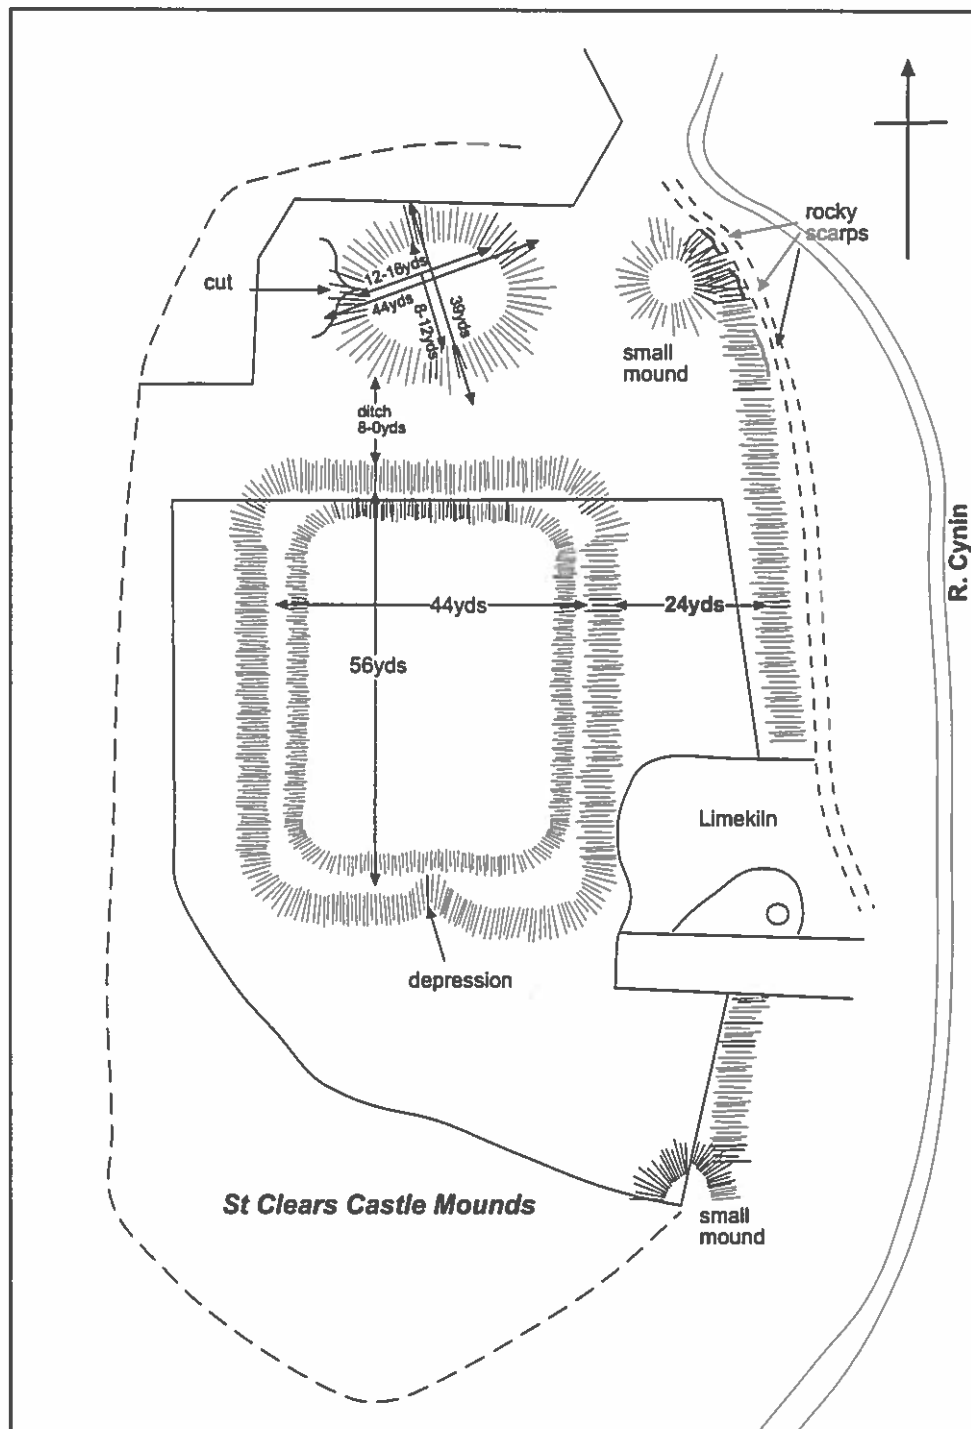 rocky
scarps
cut
12-16yds
44yds
39yds
8-12yds
small
mound
ditch
8-0yds
R. Cynin
44yds
24yds
56yds
Limekiln
depression
St Clears Castle Mounds
small
mound